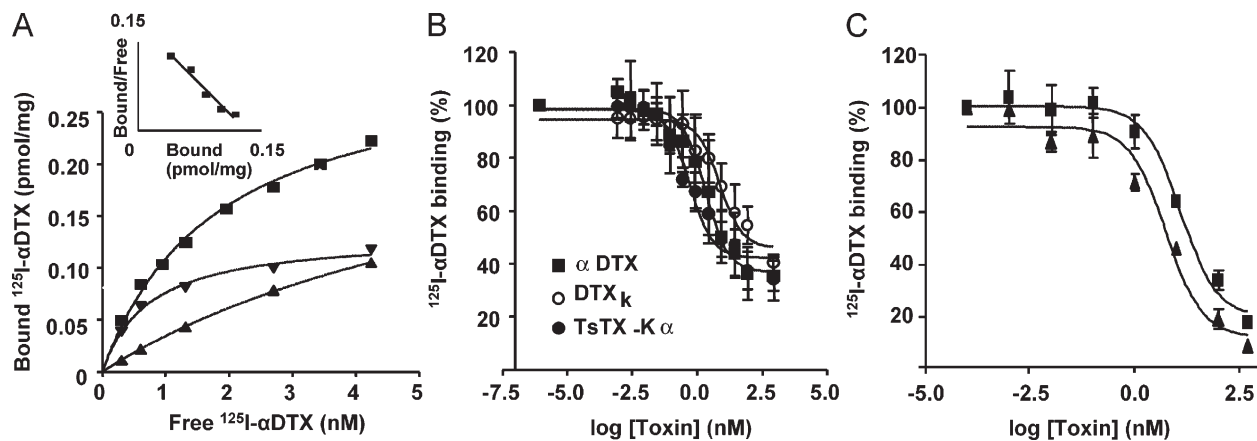 A
0.15
Bound/Free
0
Bound
(pmol/mg)
0.15
Bound ¹²⁵I-αDTX (pmol/mg)
0.25
0.20
0.15
0.10
0.05
0
0
1
2
3
4
5
Free ¹²⁵I-αDTX (nM)
B
¹²⁵I-αDTX binding (%)
120
100
80
60
40
20
α DTX
DTXₖ
TsTX -K α
-7.5
-5.0
-2.5
0.0
2.5
5.0
log [Toxin] (nM)
C
¹²⁵I-αDTX binding (%)
120
100
80
60
40
20
-5.0
-2.5
0.0
2.5
log [Toxin] (nM)